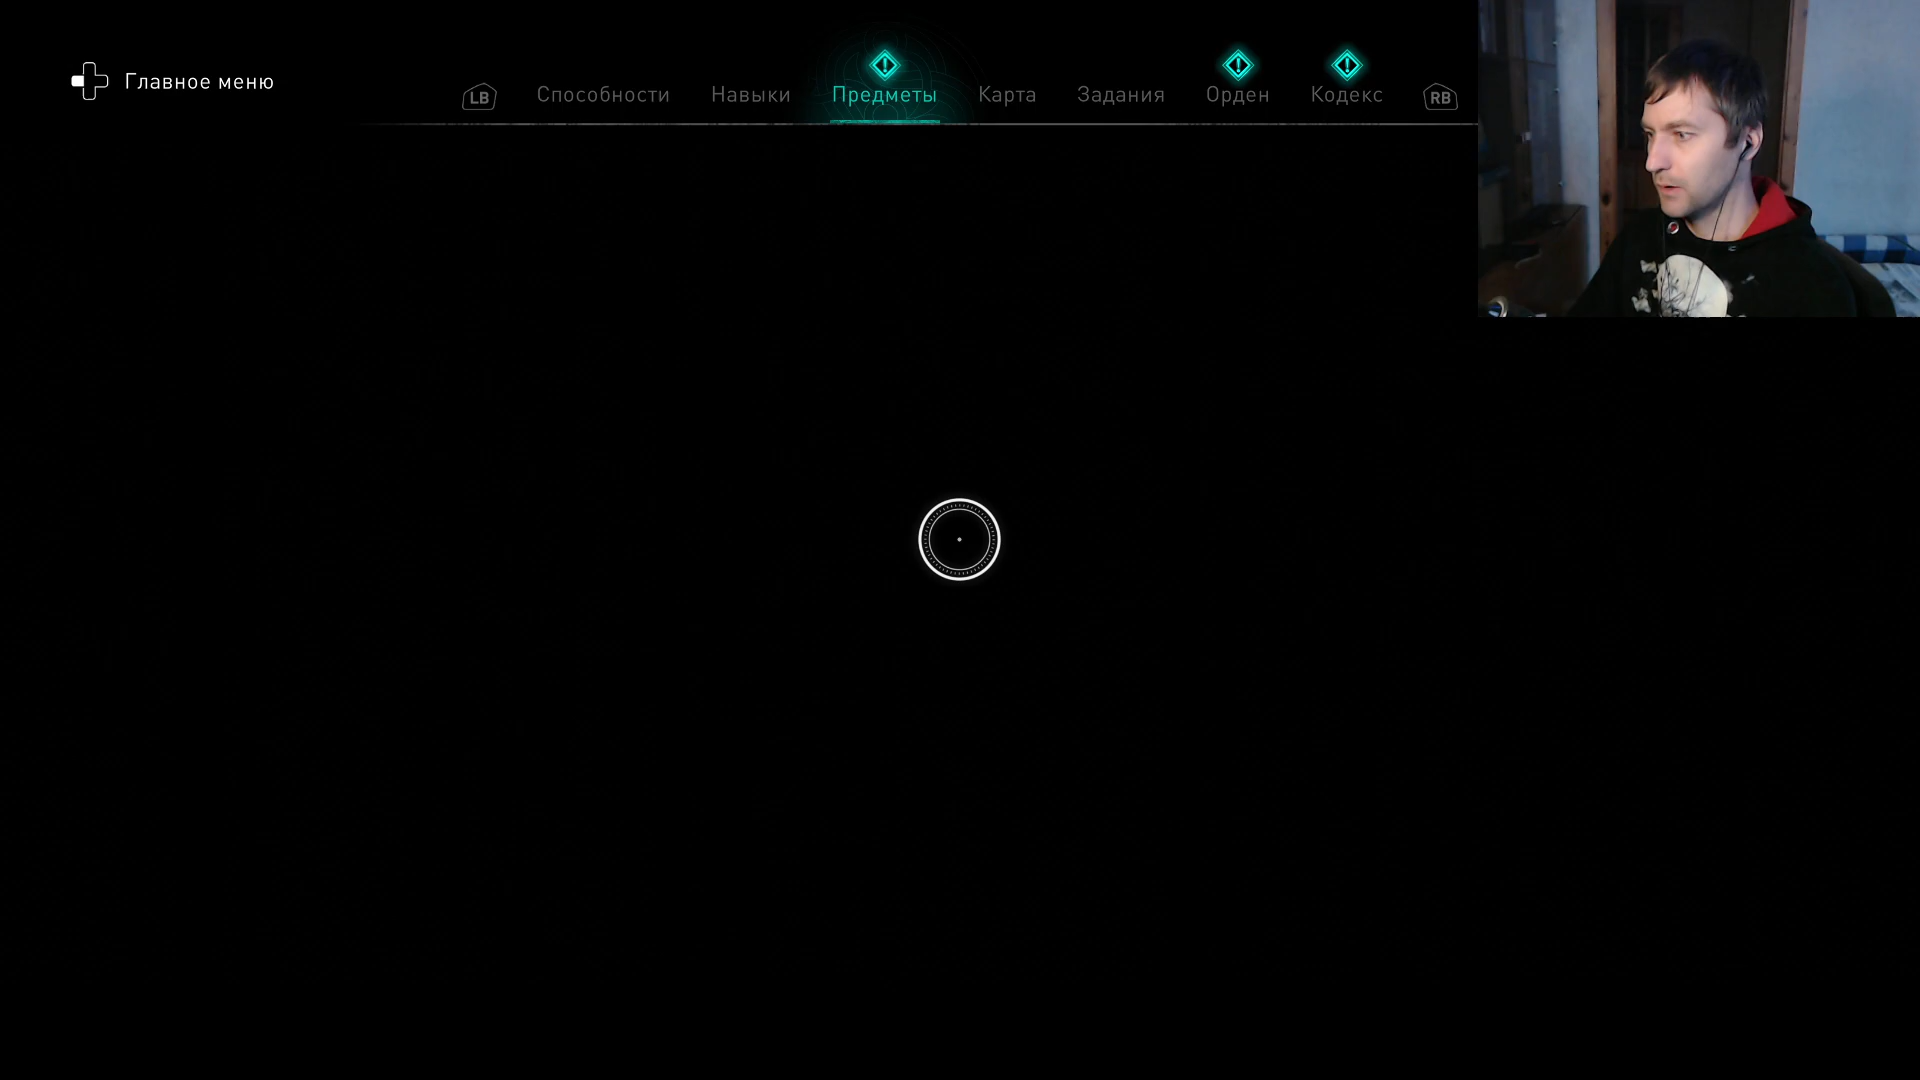 Главное меню
LB Способности Навыки Предметы Карта Задания Орден Кодекс RB